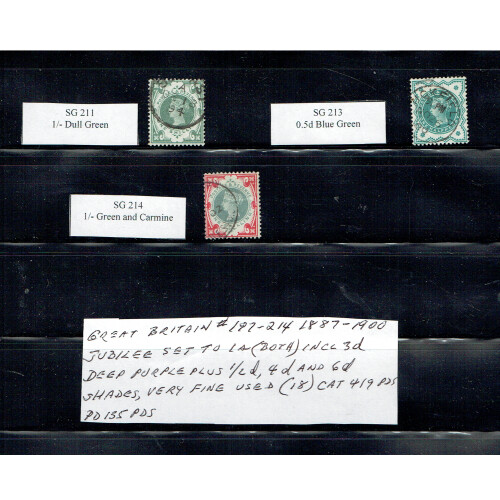 SG 211
1/- Dull Green
SG 213
0.5d Blue Green
SG 214
1/- Green and Carmine
GREAT BRITAIN # 197-214 1887-1900
JUBILEE SET TO 1/- (BOTH) INCL 3d
DEEP PURPLE PLUS 1/2d, 4d AND 6d
SHADES, VERY FINE USED (18) CAT 419 PDS
PD 135 PDS